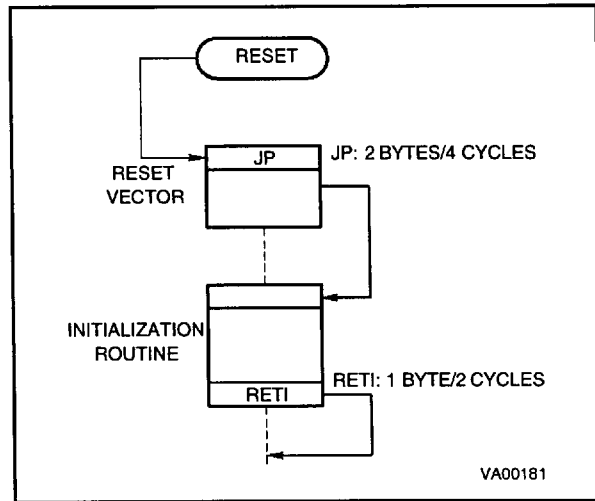 RESET
JP
JP: 2 BYTES/4 CYCLES
RESET
VECTOR
INITIALIZATION
ROUTINE
RETI
RETI: 1 BYTE/2 CYCLES
VA00181